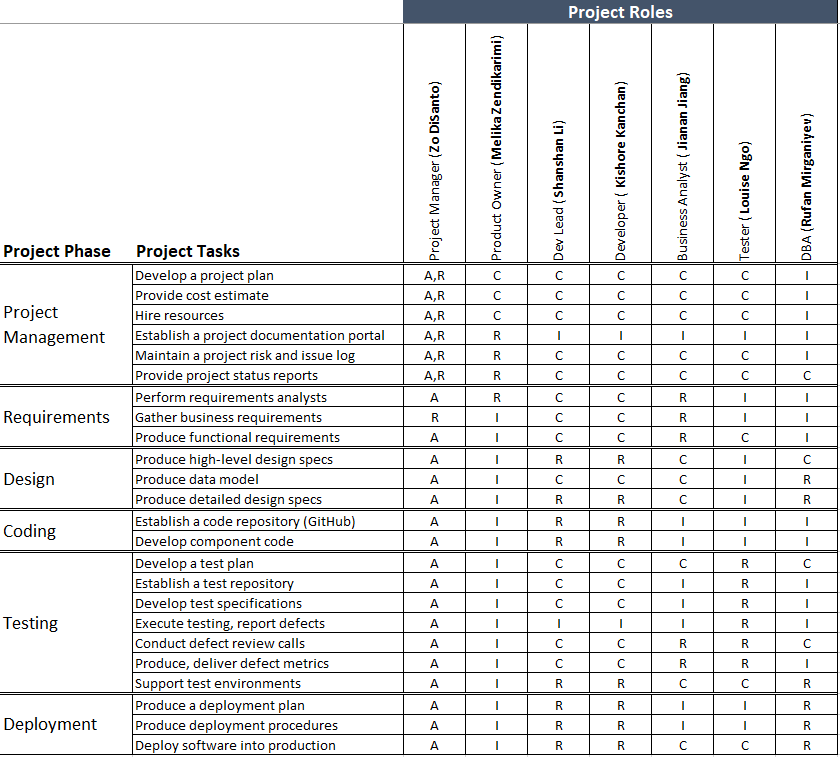 Project Roles
Project Phase Project Tasks Project Manager (Zo DiSanto) Product Owner (Melika Zendikarimi) Dev Lead ( Shanshan Li) Developer ( Kishore Kanchan) Business Analyst ( Jianan Jiang) Tester ( Louise Ngo) DBA (Rufan Mirganiyev)
Project Management
Develop a project plan A,R C C C C C I
Provide cost estimate A,R C C C C C I
Hire resources A,R C C C C C I
Establish a project documentation portal A,R R I I I I I
Maintain a project risk and issue log A,R R C C C C I
Provide project status reports A,R R C C C C C
Requirements
Perform requirements analysts A R C C R I I
Gather business requirements R I C C R I I
Produce functional requirements A I C C R C I
Design
Produce high-level design specs A I R R C I C
Produce data model A I C C C I R
Produce detailed design specs A I R R C I R
Coding
Establish a code repository (GitHub) A I R R I I I
Develop component code A I R R I I I
Testing
Develop a test plan A I C C C R C
Establish a test repository A I C C I R I
Develop test specifications A I C C I R I
Execute testing, report defects A I I I I R I
Conduct defect review calls A I C C R R C
Produce, deliver defect metrics A I C C R R I
Support test environments A I R R C C R
Deployment
Produce a deployment plan A I R R I I R
Produce deployment procedures A I R R I I R
Deploy software into production A I R R C C R